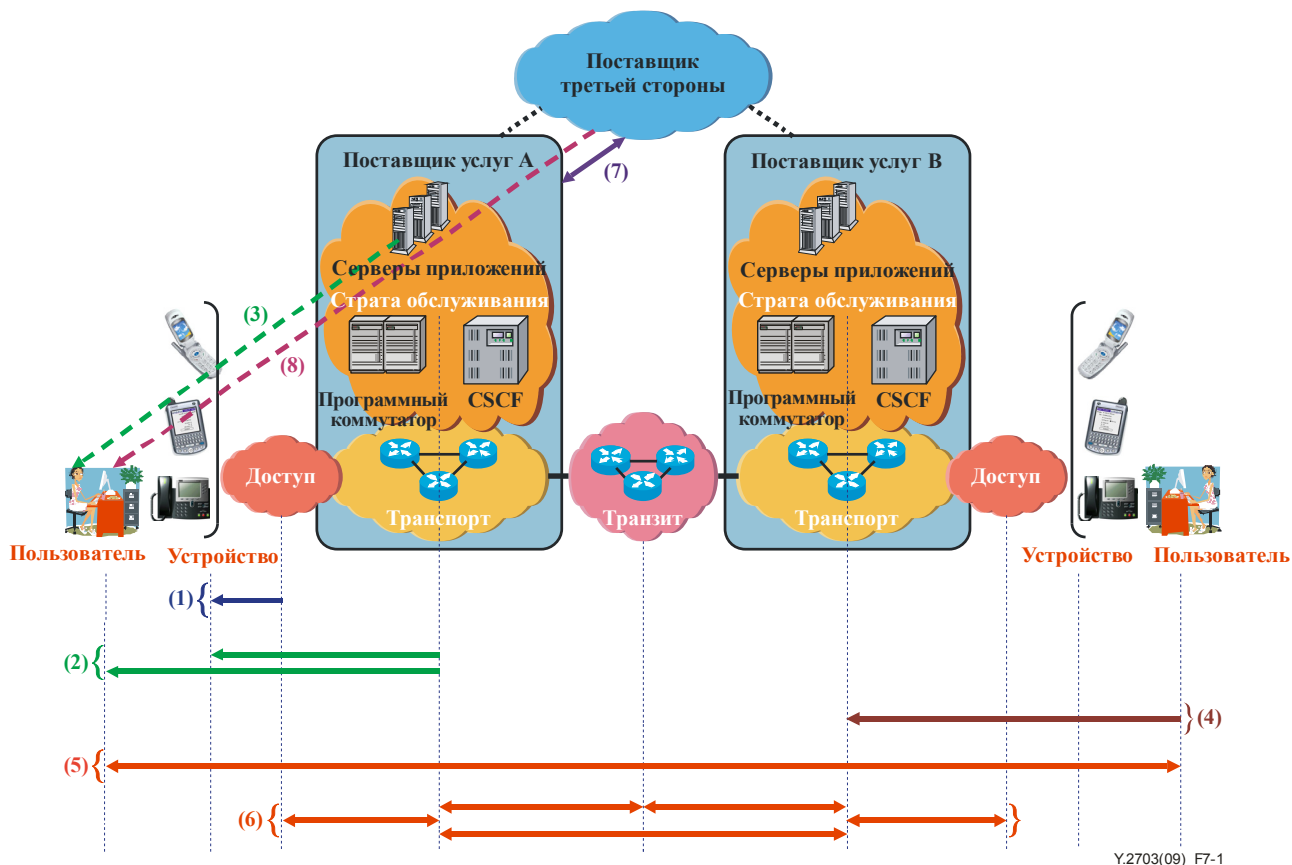 Поставщик
третьей стороны
Поставщик услуг A
(7)
Поставщик услуг B
Серверы приложений
Серверы приложений
Страта обслуживания
Страта обслуживания
(3)
(8)
Программный
коммутатор
CSCF
Программный
коммутатор
CSCF
Доступ
Транспорт
Транзит
Транспорт
Доступ
Пользователь
Устройство
Устройство
Пользователь
(1)
(2)
(4)
(5)
(6)
Y.2703(09)_F7-1